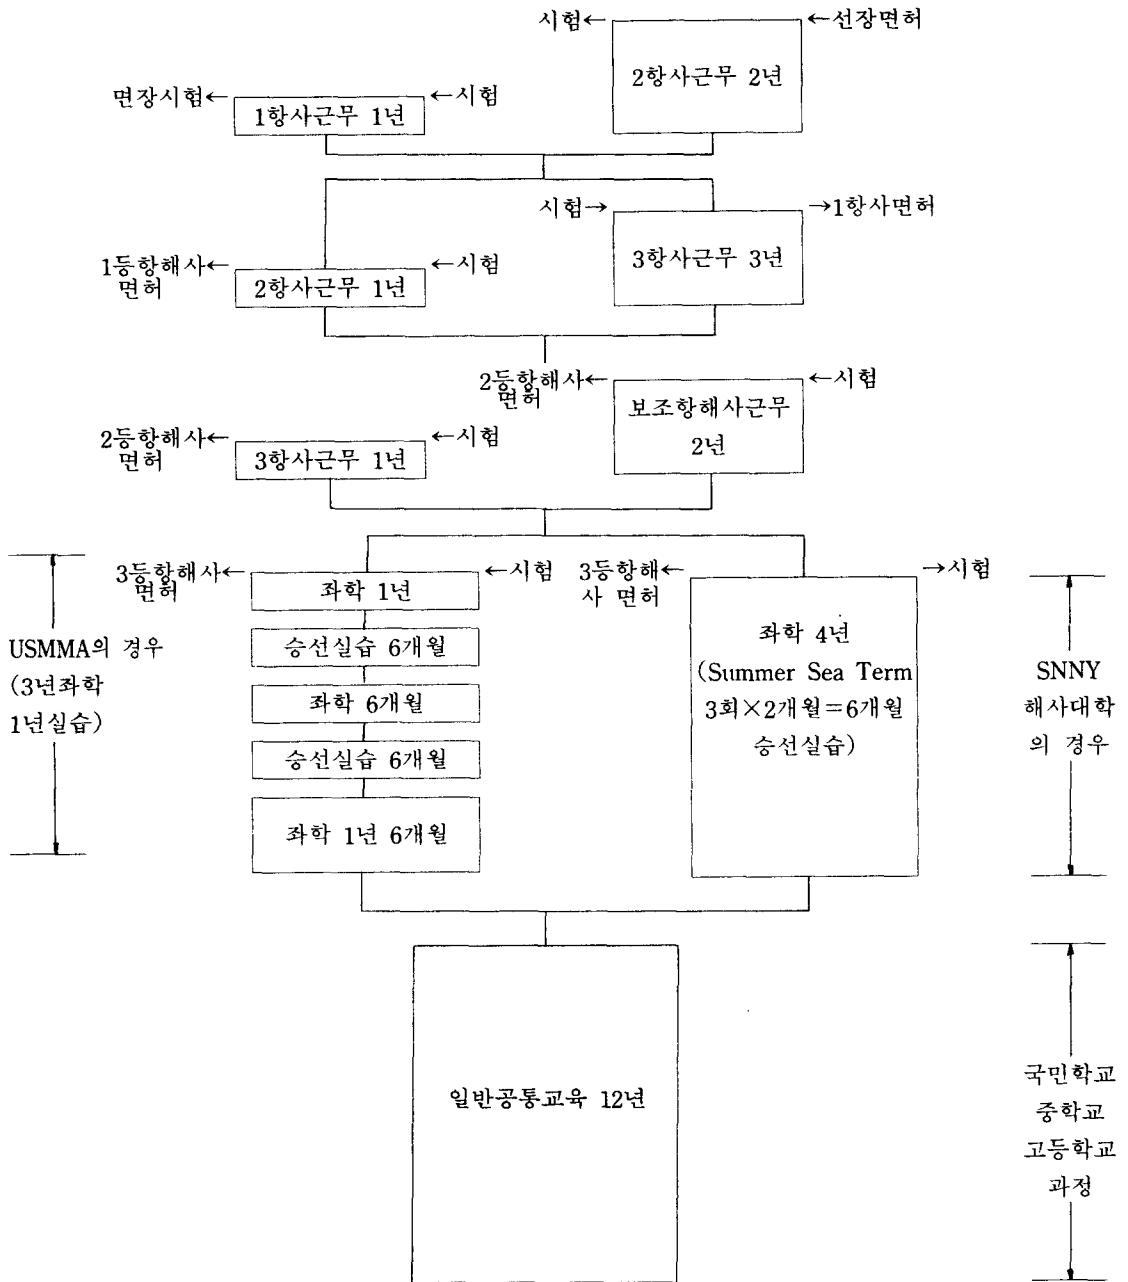 시험← ←선장면허
2항사근무 2년
면장시험← ←시험
1항사근무 1년
시험→ →1항사면허
3항사근무 3년
1등항해사← ←시험
면허
2항사근무 1년
2등항해사← ←시험
면허
보조항해사근무
2년
2등항해사← ←시험
면허
3항사근무 1년
3등항해사← ←시험
면허
좌학 1년
승선실습 6개월
좌학 6개월
승선실습 6개월
좌학 1년 6개월
USMMA의 경우
(3년좌학
1년실습)
3등항해← →시험
사 면허
좌학 4년
(Summer Sea Term
3회×2개월=6개월
승선실습)
SNNY
해사대학
의 경우
일반공통교육 12년
국민학교
중학교
고등학교
과정